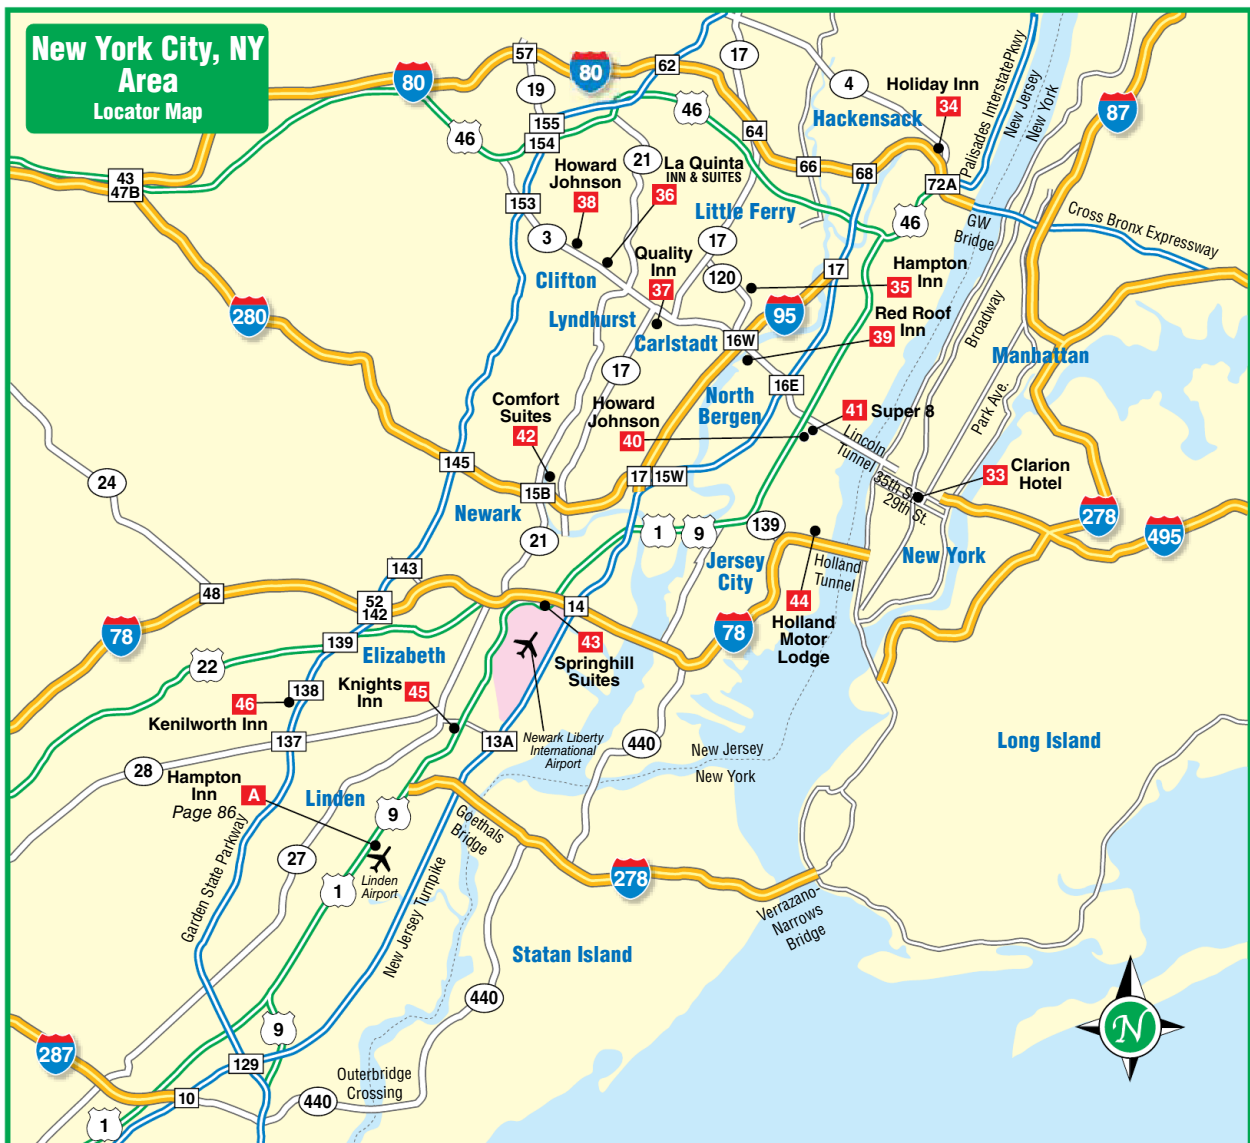 New York City, NY
Area
Locator Map
57
80
80
62
17
4
Holiday Inn
34
Palisades Interstate Pkwy
New Jersey
New York
87
19
46
46
155
154
Hackensack
64
43
47B
Howard
Johnson
38
21
La Quinta
INN & SUITES
36
66
68
72A
153
3
Little Ferry
46
GW
Bridge
Cross Bronx Expressway
17
Quality
Inn
37
Clifton
120
17
Hampton
Inn
35
280
Lyndhurst
95
Red Roof
Inn
39
Broadway
Carlstadt
16W
Manhattan
17
16E
North
Bergen
Park Ave.
Comfort
Suites
42
Howard
Johnson
40
41
Super 8
Lincoln
Tunnel
145
24
15B
17
15W
35th St.
29th St.
33
Clarion
Hotel
Newark
278
495
21
1
9
139
Jersey
City
Holland
Tunnel
New York
143
48
52
142
14
44
Holland
Motor
Lodge
78
78
139
Elizabeth
43
Springhill
Suites
22
138
Knights
Inn
45
46
Kenilworth Inn
137
13A
Newark Liberty
International
Airport
440
New Jersey
New York
Long Island
28
Hampton
Inn
Page 86
A
Linden
9
Goethals
Bridge
Garden State Parkway
27
1
Linden
Airport
278
New Jersey Turnpike
Verrazano-
Narrows
Bridge
Statan Island
440
N
9
287
129
Outerbridge
Crossing
10
440
1